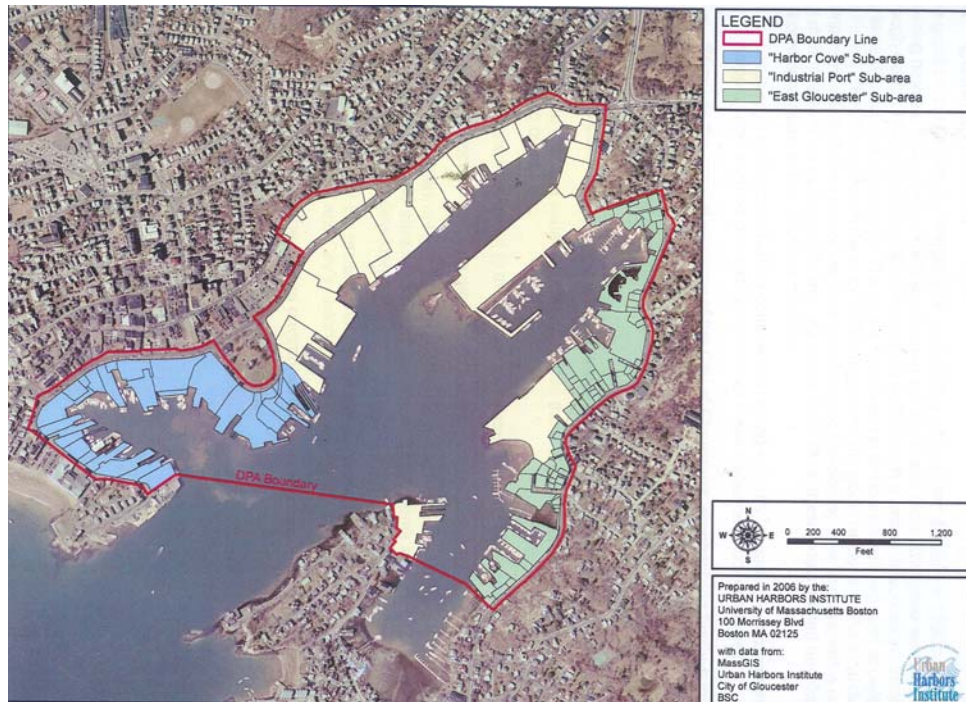 LEGEND
DPA Boundary Line
"Harbor Cove" Sub-area
"Industrial Port" Sub-area
"East Gloucester" Sub-area
DPA Boundary
N
W E
S
0 200 400 800 1,200
Feet
Prepared in 2006 by the:
URBAN HARBORS INSTITUTE
University of Massachusetts Boston
100 Morrissey Blvd
Boston MA 02125
with data from:
MassGIS
Urban Harbors Institute
City of Gloucester
BSC
Urban
Harbors
Institute